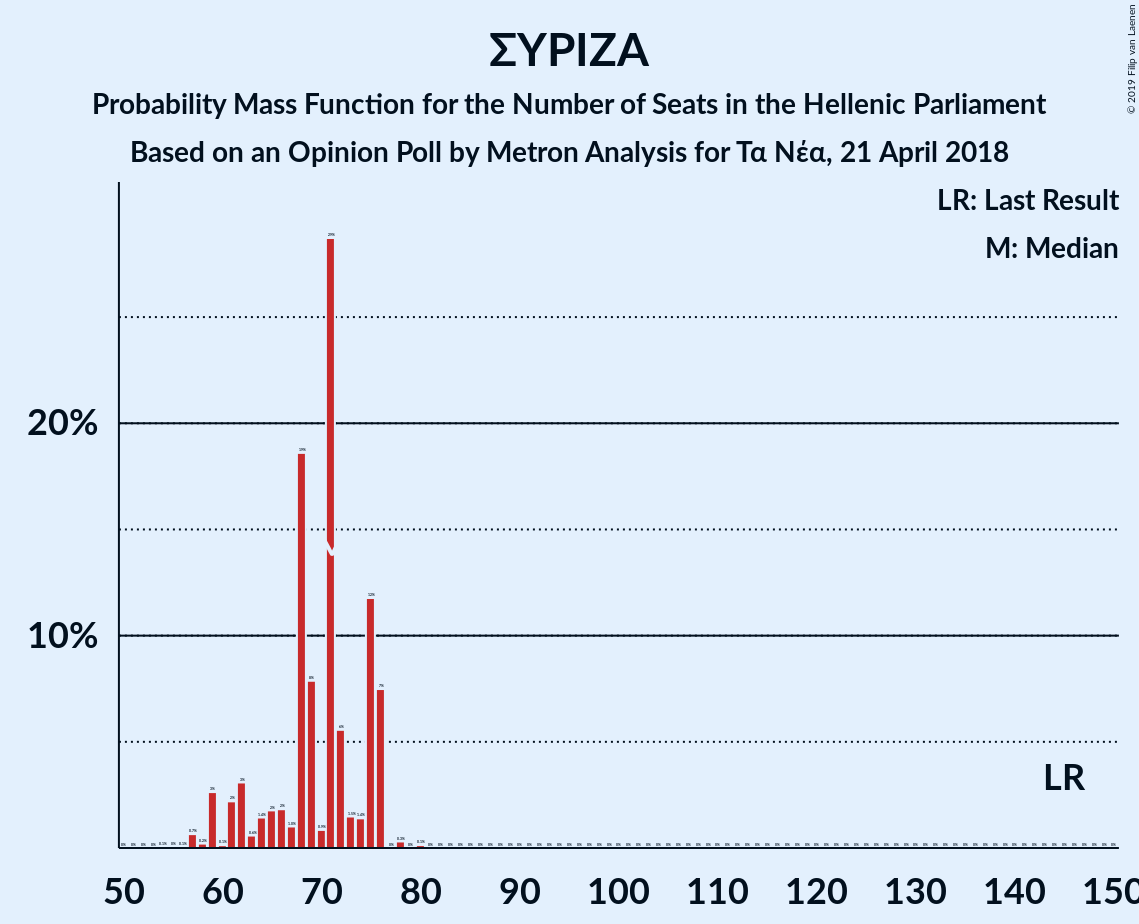 ΣΥΡΙΖΑ
Probability Mass Function for the Number of Seats in the Hellenic Parliament
Based on an Opinion Poll by Metron Analysis for Τα Νέα, 21 April 2018
© 2019 Filip van Laenen
LR: Last Result
M: Median
20%
10%
LR
50 60 70 80 90 100 110 120 130 140 150